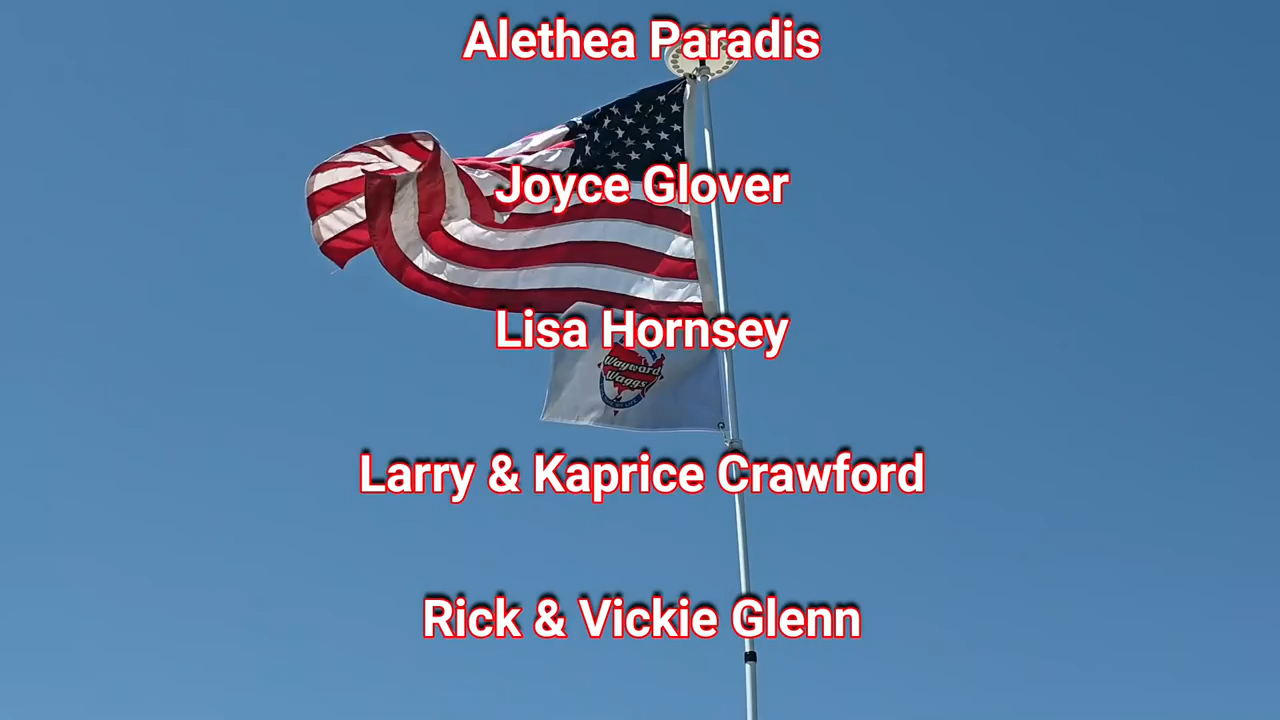 Alethea Paradis
Joyce Glover
Lisa Hornsey
Wayward
Waggs
Larry & Kaprice Crawford
Rick & Vickie Glenn